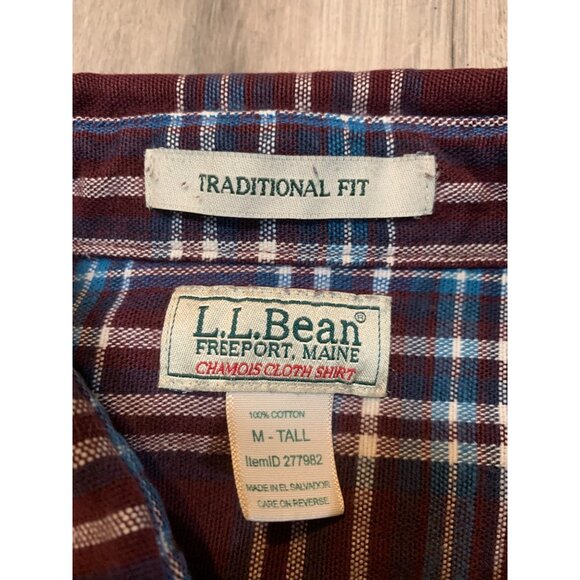 TRADITIONAL FIT
L.L.Bean®
FREEPORT, MAINE
CHAMOIS CLOTH SHIRT
100% COTTON
M - TALL
ItemID 277982
MADE IN EL SALVADOR
CARE ON REVERSE